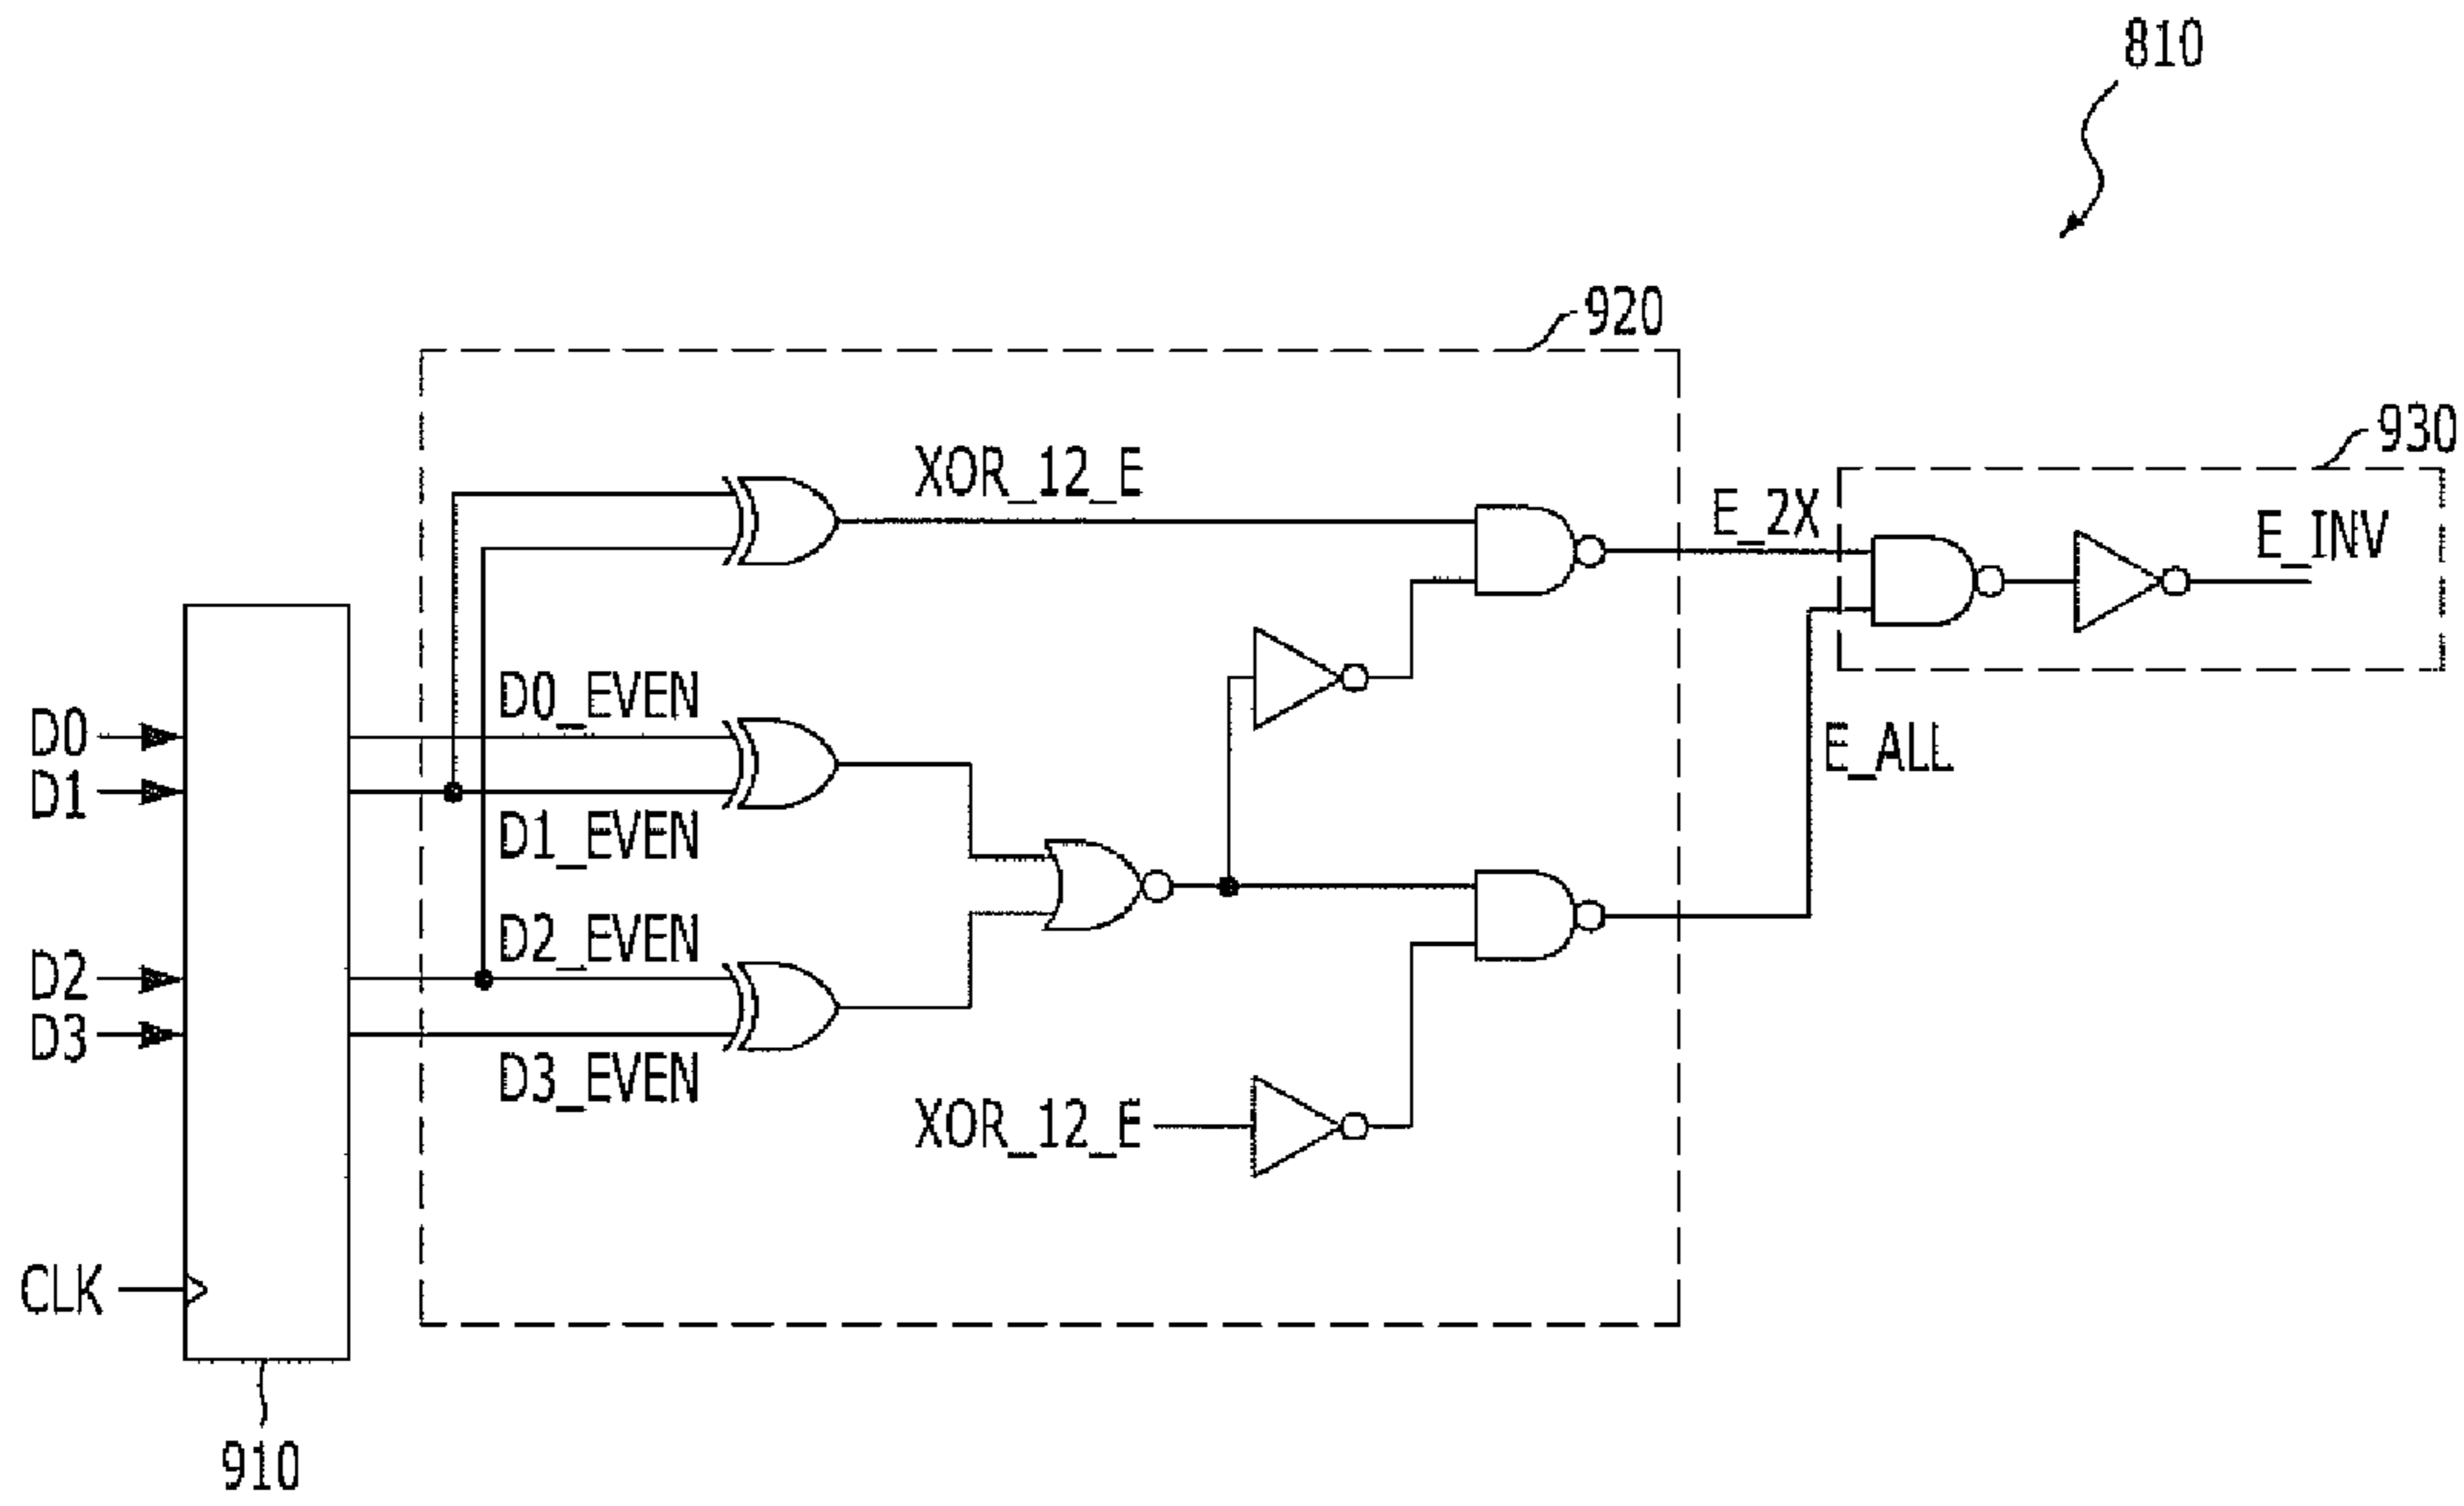 810
920
930
XOR_12_E
E_2X
E_INV
D0_EVEN
D0
D1
E_ALL
D1_EVEN
D2_EVEN
D2
D3
D3_EVEN
XOR_12_E
CLK
910